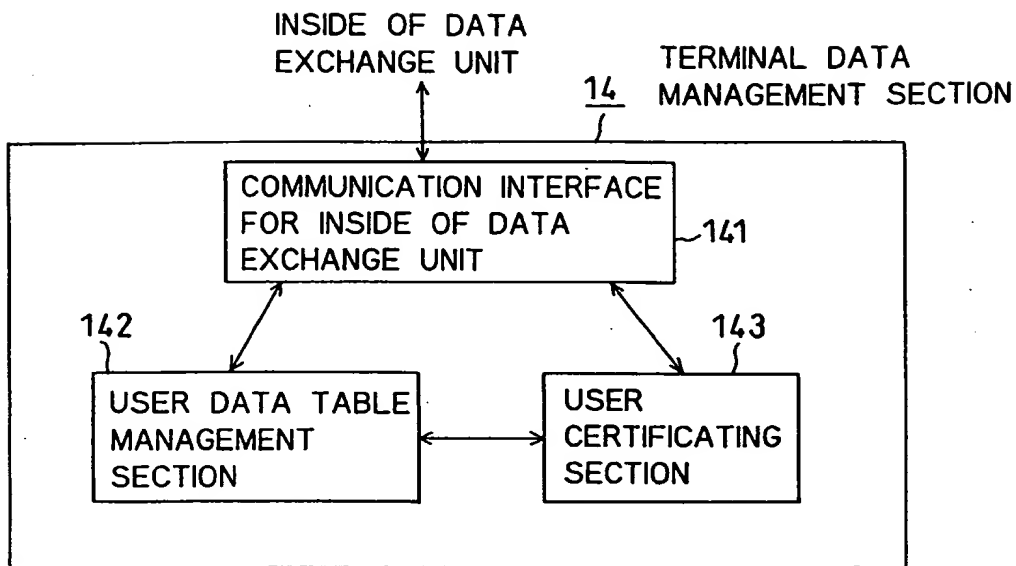 INSIDE OF DATA
EXCHANGE UNIT
14
TERMINAL DATA
MANAGEMENT SECTION
COMMUNICATION INTERFACE
FOR INSIDE OF DATA
EXCHANGE UNIT
141
142
USER DATA TABLE
MANAGEMENT
SECTION
143
USER
CERTIFICATING
SECTION